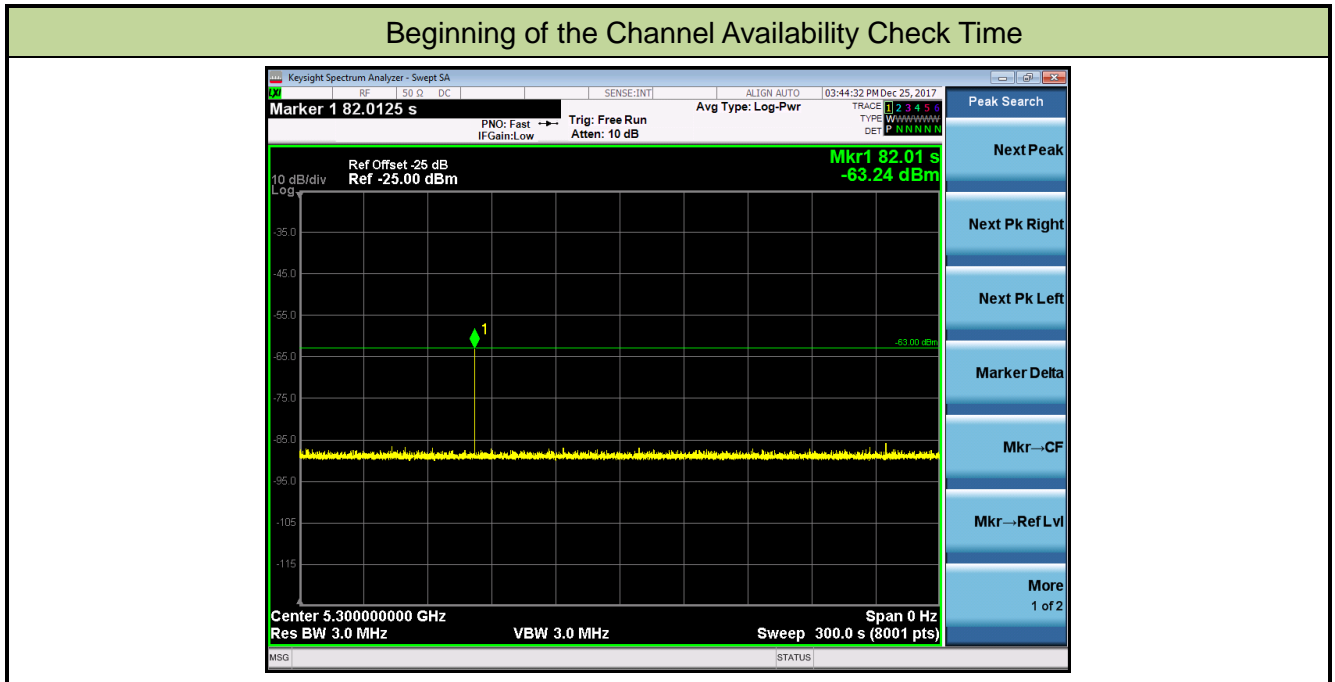 Beginning of the Channel Availability Check Time
Keysight Spectrum Analyzer - Swept SA
LXI RF 50 Ω DC SENSE:INT ALIGN AUTO 03:44:32 PM Dec 25, 2017
Marker 1 82.0125 s
PNO: Fast
IFGain:Low
Trig: Free Run
Atten: 10 dB
Avg Type: Log-Pwr
TRACE 1 2 3 4 5 6
TYPE WWWWWW
DET P N N N N N
Peak Search
Ref Offset -25 dB
10 dB/div Ref -25.00 dBm
Log
Mkr1 82.01 s
-63.24 dBm
-35.0
-45.0
-55.0
1
-63.00 dBm
-65.0
-75.0
-85.0
-95.0
-105
-115
Center 5.300000000 GHz
Span 0 Hz
Res BW 3.0 MHz
VBW 3.0 MHz
Sweep 300.0 s (8001 pts)
Next Peak
Next Pk Right
Next Pk Left
Marker Delta
Mkr→CF
Mkr→Ref Lvl
More
1 of 2
MSG
STATUS